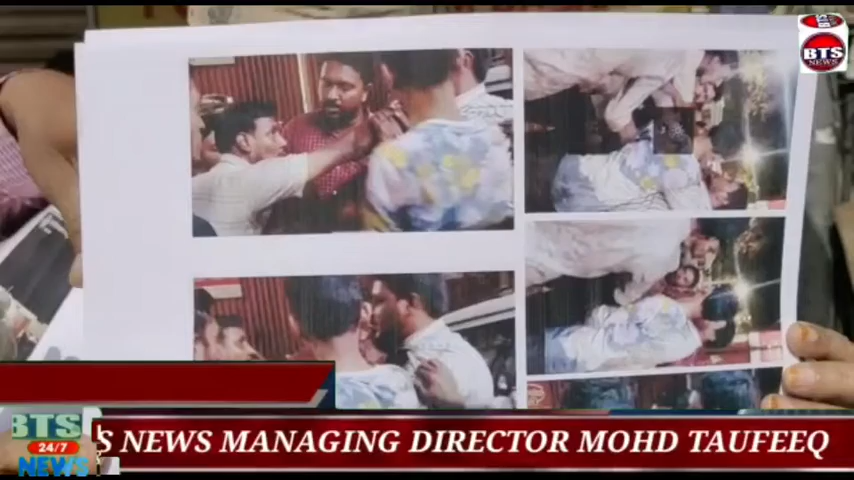 BTS
NEWS
BTS
24/7
NEWS
S NEWS MANAGING DIRECTOR MOHD TAUFEEQ